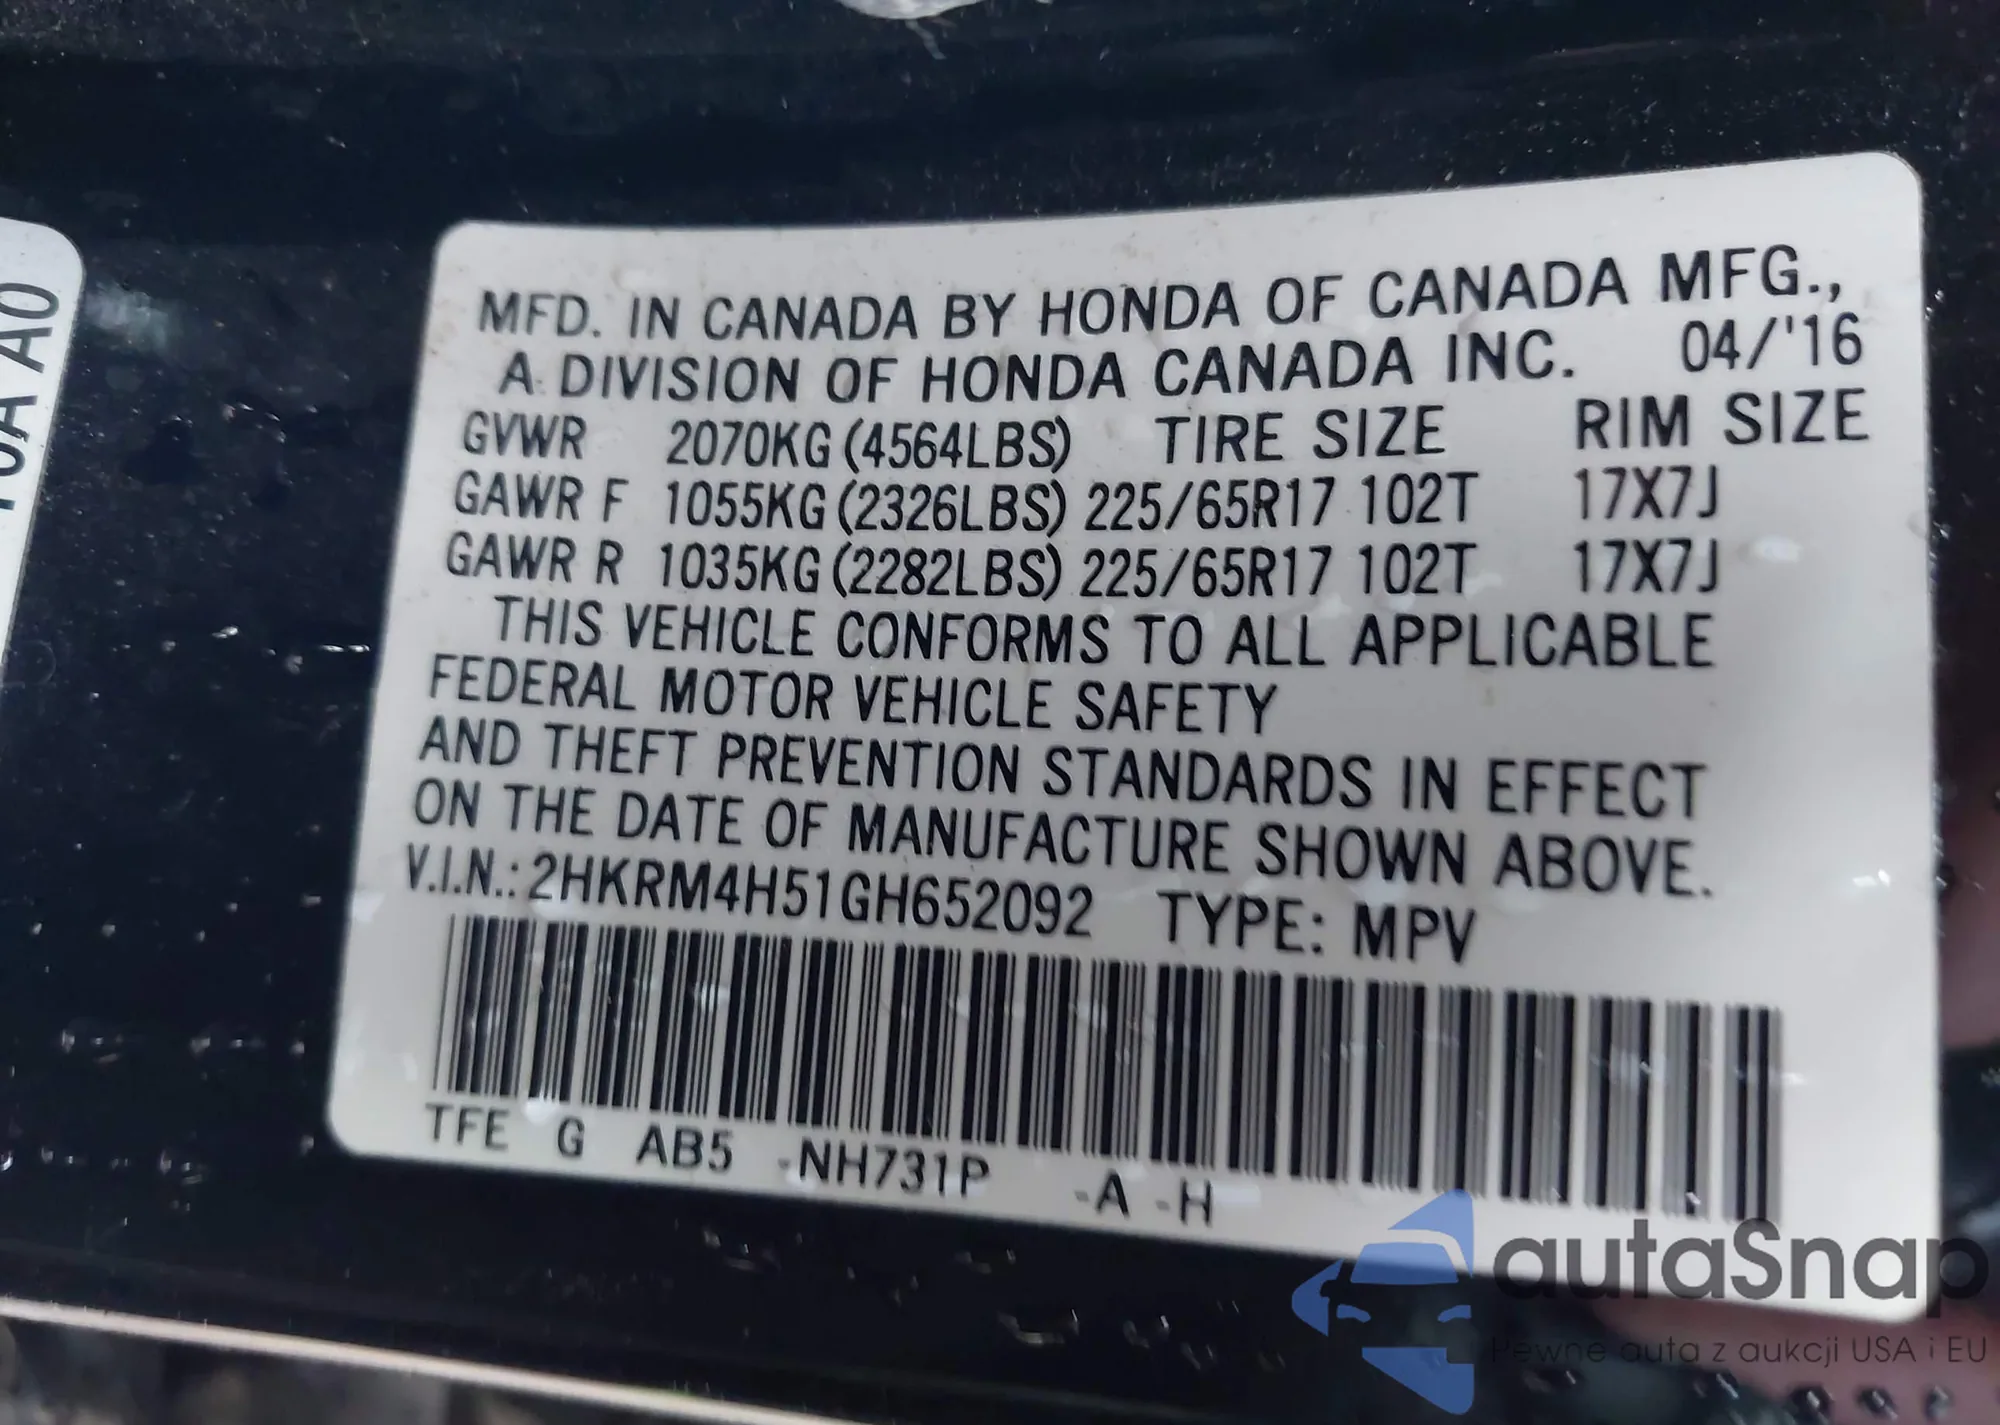 MFD. IN CANADA BY HONDA OF CANADA MFG.,
A DIVISION OF HONDA CANADA INC. 04/'16
GVWR 2070KG (4564LBS) TIRE SIZE RIM SIZE
GAWR F 1055KG (2326LBS) 225/65R17 102T 17X7J
GAWR R 1035KG (2282LBS) 225/65R17 102T 17X7J
THIS VEHICLE CONFORMS TO ALL APPLICABLE
FEDERAL MOTOR VEHICLE SAFETY
AND THEFT PREVENTION STANDARDS IN EFFECT
ON THE DATE OF MANUFACTURE SHOWN ABOVE.
V.I.N.: 2HKRM4H51GH652092 TYPE: MPV
TFE G AB5 -NH731P -A -H
A A0
autaSnap
Pewne auta z aukcji USA i EU